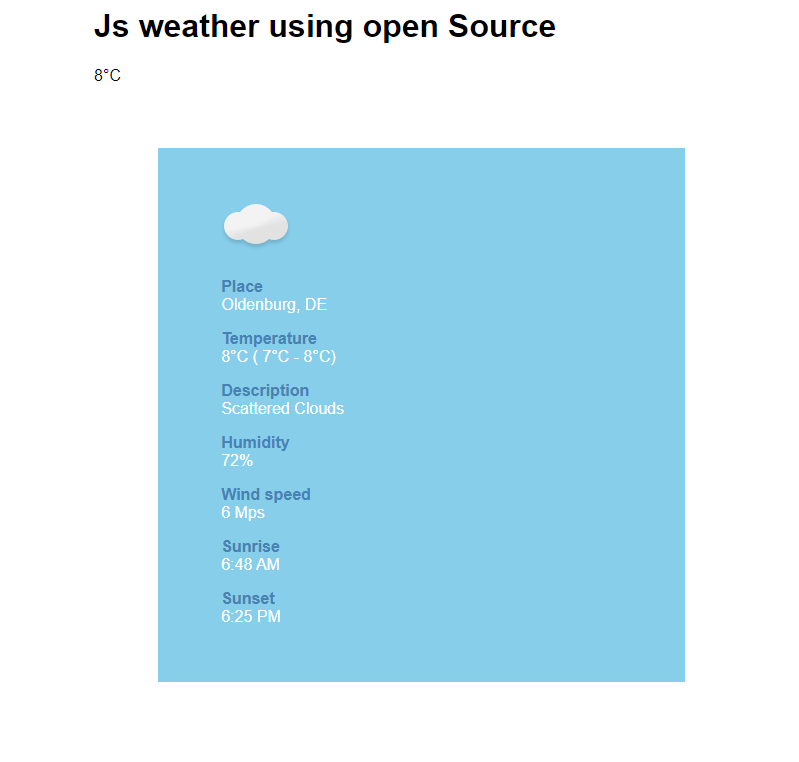 Js weather using open Source
8°C
Place
Oldenburg, DE
Temperature
8°C ( 7°C - 8°C)
Description
Scattered Clouds
Humidity
72%
Wind speed
6 Mps
Sunrise
6:48 AM
Sunset
6:25 PM